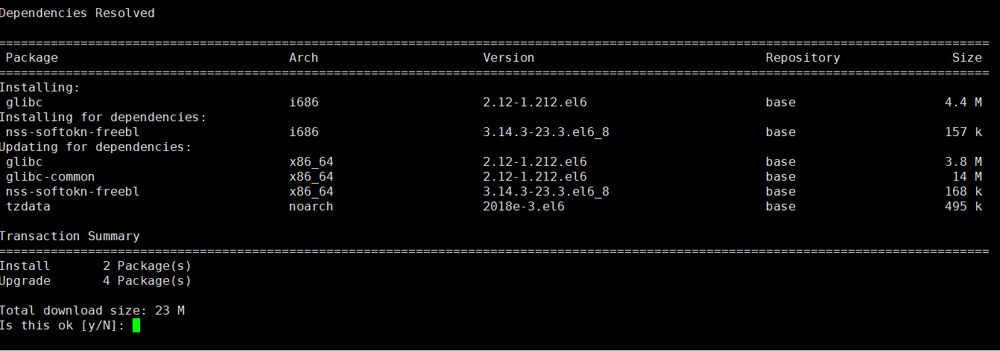 Dependencies Resolved
=====================================================================================================================================
Package Arch Version Repository Size
=====================================================================================================================================
Installing:
glibc i686 2.12-1.212.el6 base 4.4 M
Installing for dependencies:
nss-softokn-freebl i686 3.14.3-23.3.el6_8 base 157 k
Updating for dependencies:
glibc x86_64 2.12-1.212.el6 base 3.8 M
glibc-common x86_64 2.12-1.212.el6 base 14 M
nss-softokn-freebl x86_64 3.14.3-23.3.el6_8 base 168 k
tzdata noarch 2018e-3.el6 base 495 k
Transaction Summary
=====================================================================================================================================
Install 2 Package(s)
Upgrade 4 Package(s)
Total download size: 23 M
Is this ok [y/N]: